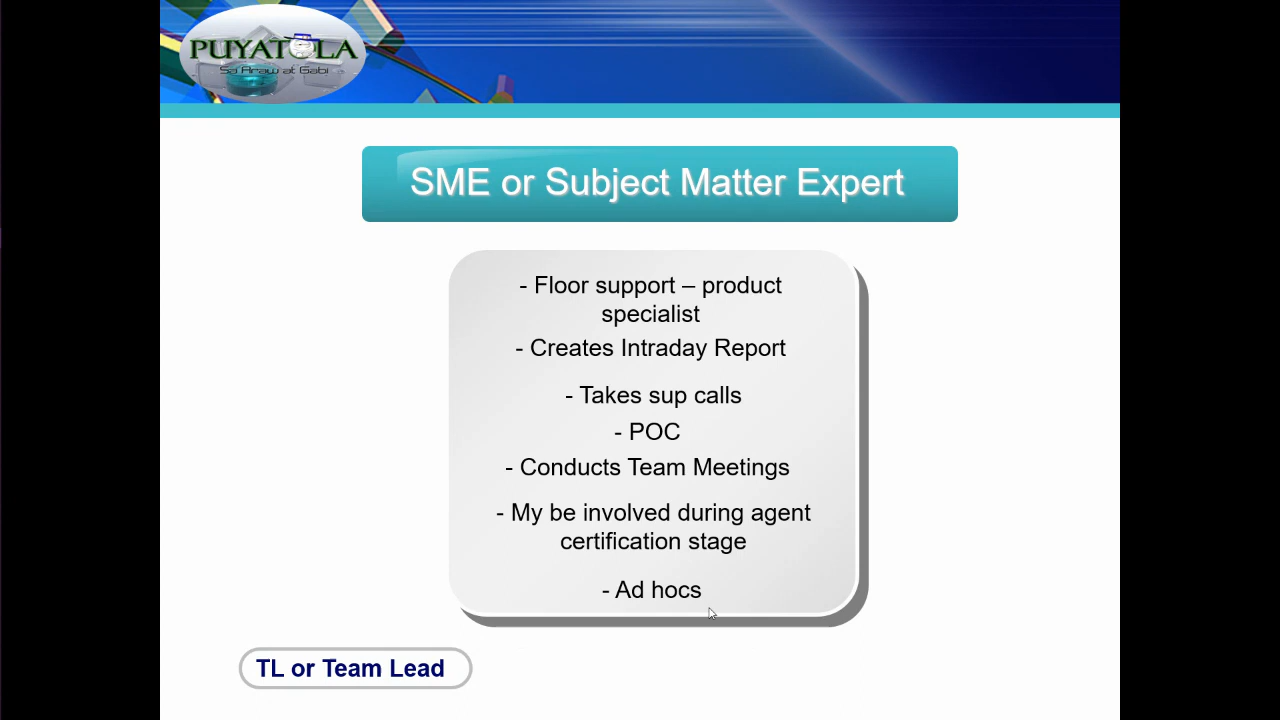 PUYATOLA
Sa Araw at Gabi
SME or Subject Matter Expert
- Floor support – product
specialist
- Creates Intraday Report
- Takes sup calls
- POC
- Conducts Team Meetings
- My be involved during agent
certification stage
- Ad hocs
TL or Team Lead